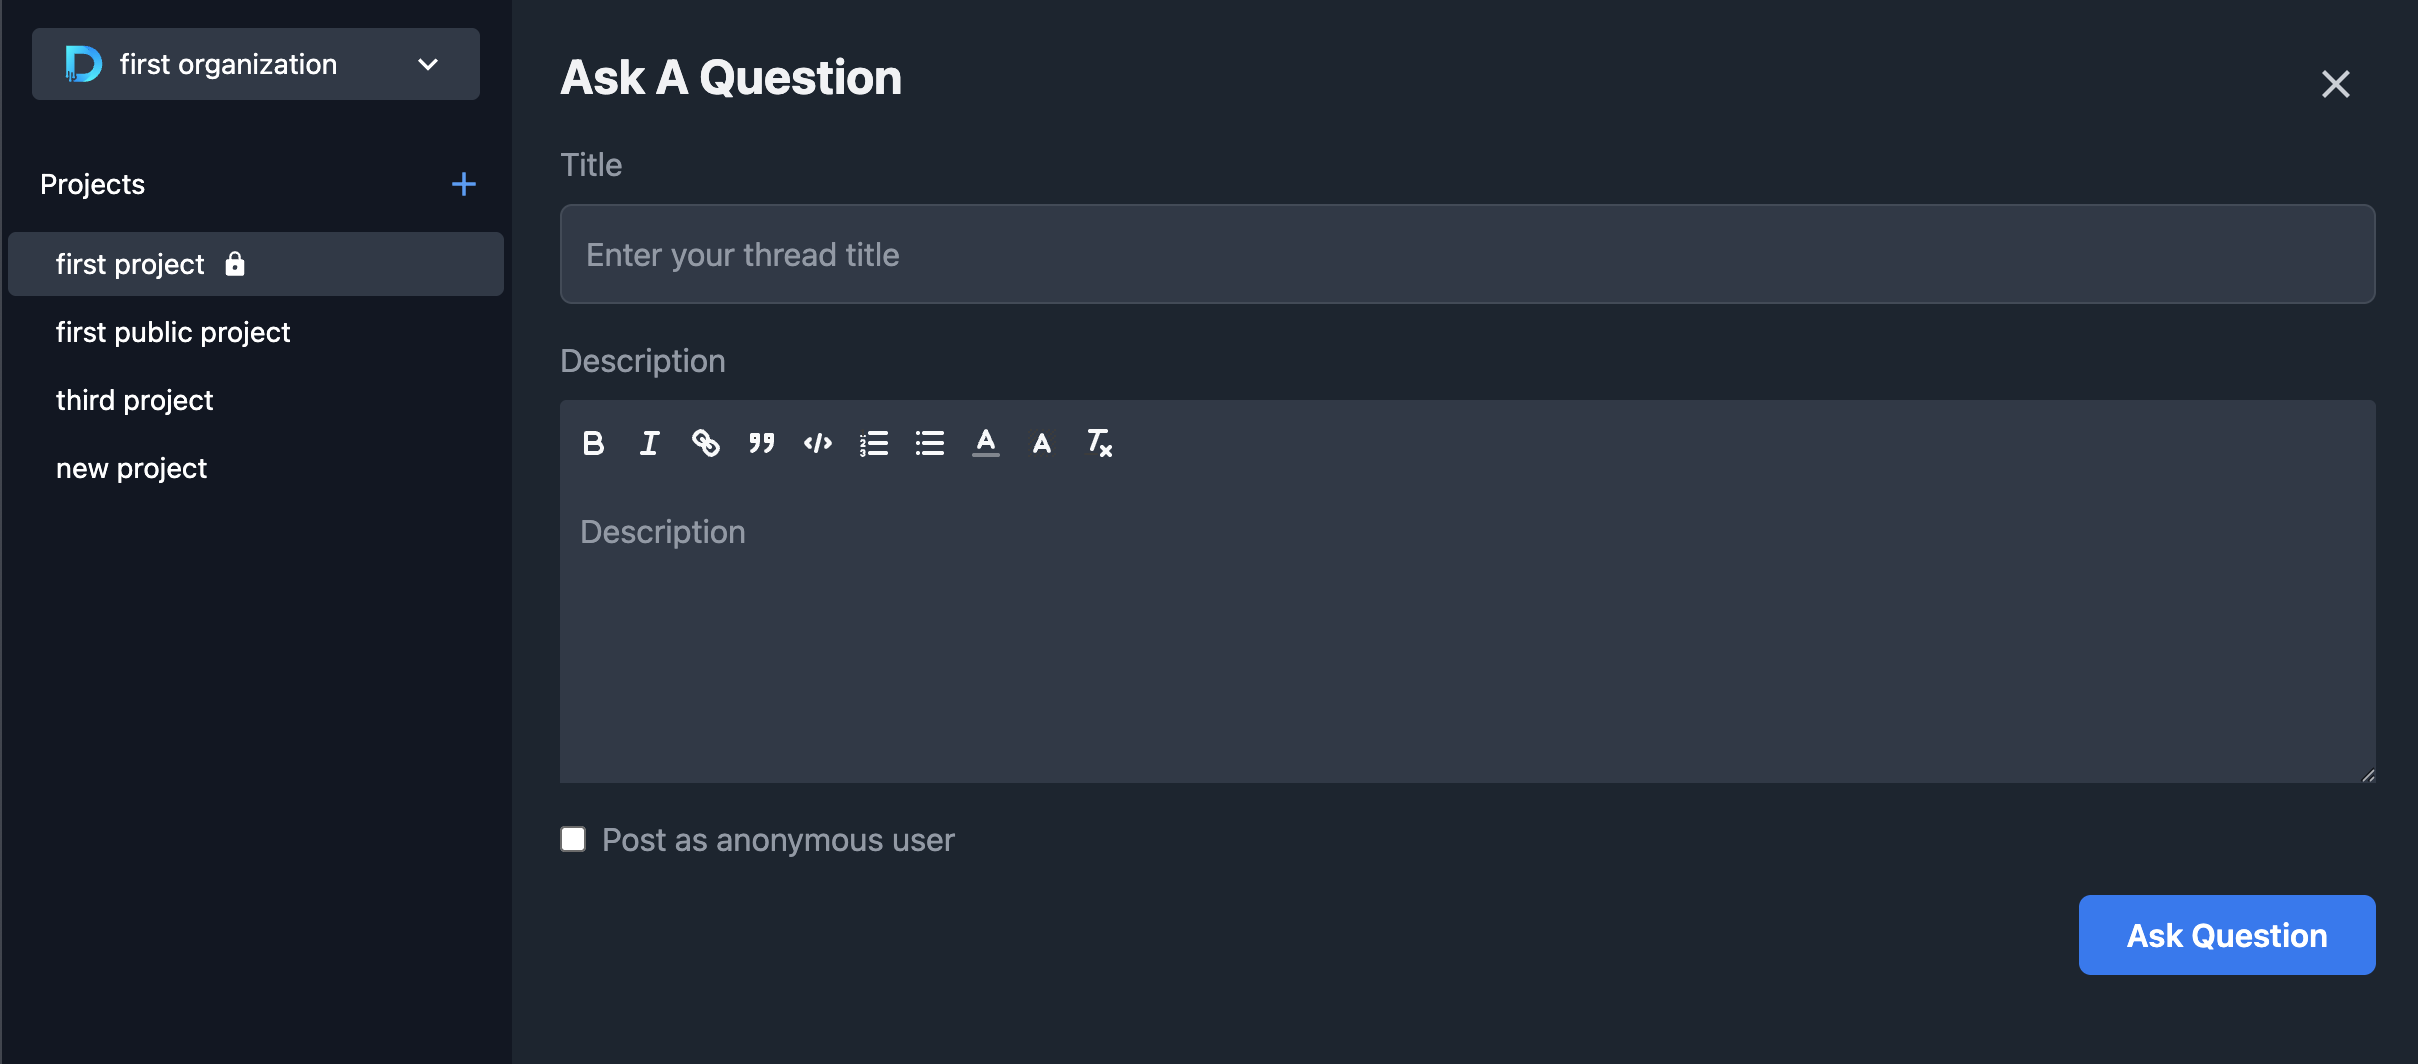 first organization
Projects
first project
first public project
third project
new project
Ask A Question
Title
Enter your thread title
Description
Description
Post as anonymous user
Ask Question